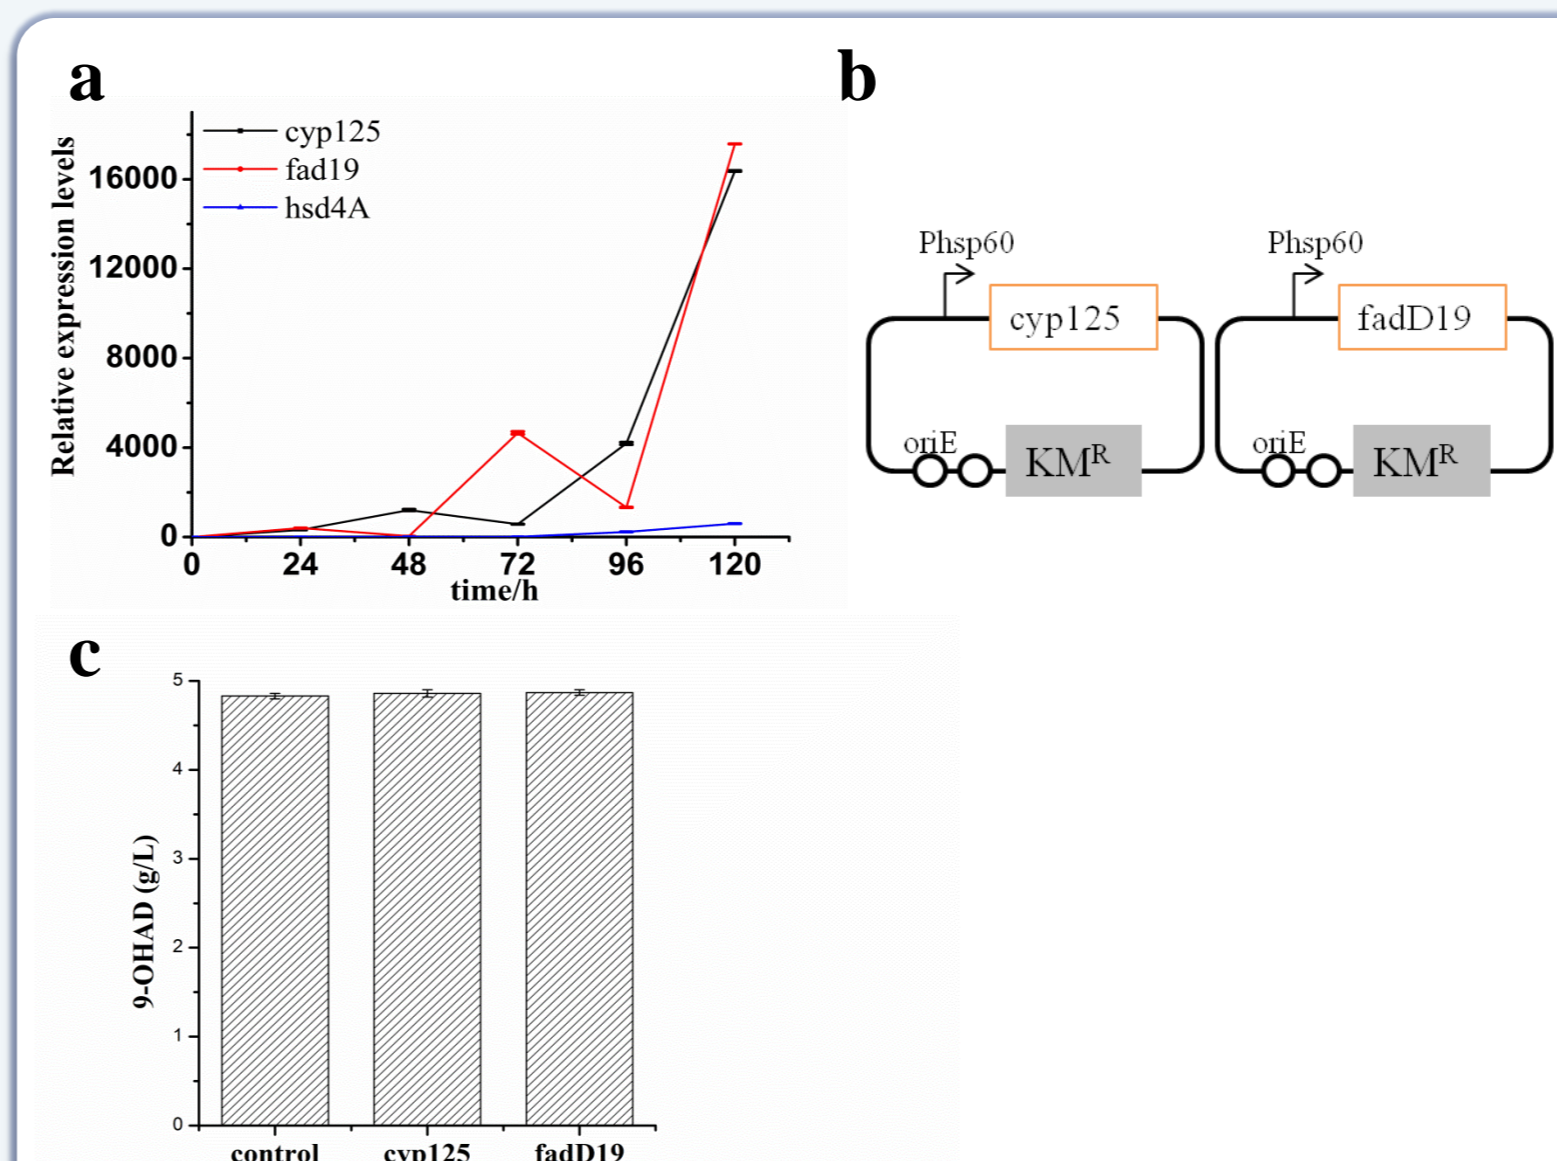 a
cyp125
fad19
hsd4A
Relative expression levels
16000
12000
8000
4000
0
0 24 48 72 96 120
time/h
b
Phsp60
cyp125
oriE
KMR
Phsp60
fadD19
oriE
KMR
c
9-OHAD (g/L)
5
4
3
2
1
0
control cyp125 fadD19